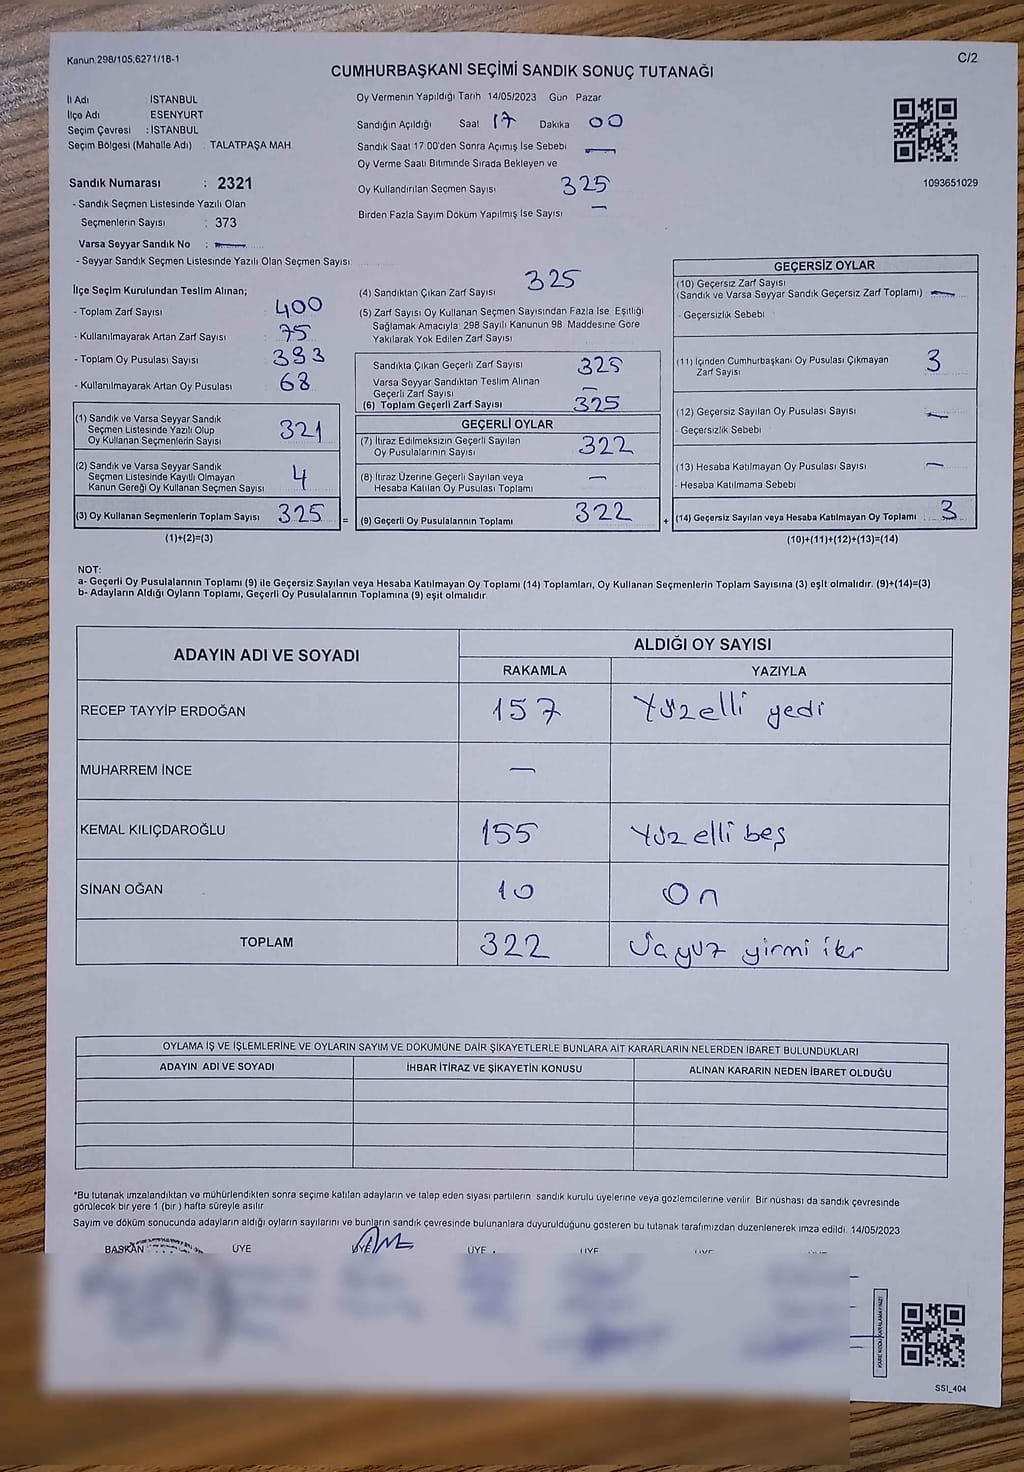 Kanun.298/105,6271/18-1
C/2
CUMHURBAŞKANI SEÇİMİ SANDIK SONUÇ TUTANAĞI
İl Adı : İSTANBUL
İlçe Adı ESENYURT
Seçim Çevresi : İSTANBUL
Seçim Bölgesi (Mahalle Adı) : TALATPAŞA MAH.
Oy Vermenin Yapıldığı Tarih 14/05/2023 Gün Pazar
Sandığın Açıldığı Saat 17 Dakika 00
Sandık Saat 17.00'den Sonra Açımış İse Sebebi —
Oy Verme Saati Bitiminde Sırada Bekleyen ve
Oy Kullandırılan Seçmen Sayısı 325
Birden Fazla Sayım Döküm Yapılmış İse Sayısı —
1093651029
Sandık Numarası : 2321
- Sandık Seçmen Listesinde Yazılı Olan
Seçmenlerin Sayısı : 373
Varsa Seyyar Sandık No : —
- Seyyar Sandık Seçmen Listesinde Yazılı Olan Seçmen Sayısı:
İlçe Seçim Kurulundan Teslim Alınan;
- Toplam Zarf Sayısı : 400
- Kullanılmayarak Artan Zarf Sayısı : 75
- Toplam Oy Pusulası Sayısı : 393
- Kullanılmayarak Artan Oy Pusulası : 68
(1) Sandık ve Varsa Seyyar Sandık
Seçmen Listesinde Yazılı Olup
Oy Kullanan Seçmenlerin Sayısı 321
(2) Sandık ve Varsa Seyyar Sandık
Seçmen Listesinde Kayıtlı Olmayan
Kanun Gereği Oy Kullanan Seçmen Sayısı 4
(3) Oy Kullanan Seçmenlerin Toplam Sayısı 325
(1)+(2)=(3)
(4) Sandıktan Çıkan Zarf Sayısı 325
(5) Zarf Sayısı Oy Kullanan Seçmen Sayısından Fazla İse Eşitliği
Sağlamak Amacıyla 298 Sayılı Kanunun 98. Maddesine Göre
Yakılarak Yok Edilen Zarf Sayısı
Sandıkta Çıkan Geçerli Zarf Sayısı 325
Varsa Seyyar Sandıktan Teslim Alınan
Geçerli Zarf Sayısı —
(6) Toplam Geçerli Zarf Sayısı 325
GEÇERLİ OYLAR
(7) İtiraz Edilmeksizin Geçerli Sayılan
Oy Pusulalarının Sayısı 322
(8) İtiraz Üzerine Geçerli Sayılan veya
Hesaba Katılan Oy Pusulası Toplamı —
= (9) Geçerli Oy Pusulalarının Toplamı 322
GEÇERSİZ OYLAR
(10) Geçersiz Zarf Sayısı
(Sandık ve Varsa Seyyar Sandık Geçersiz Zarf Toplamı) —
- Geçersizlik Sebebi
(11) İçinden Cumhurbaşkanı Oy Pusulası Çıkmayan
Zarf Sayısı 3
(12) Geçersiz Sayılan Oy Pusulası Sayısı —
- Geçersizlik Sebebi
(13) Hesaba Katılmayan Oy Pusulası Sayısı —
- Hesaba Katılmama Sebebi
+ (14) Geçersiz Sayılan veya Hesaba Katılmayan Oy Toplamı 3
(10)+(11)+(12)+(13)=(14)
NOT:
a- Geçerli Oy Pusulalarının Toplamı (9) ile Geçersiz Sayılan veya Hesaba Katılmayan Oy Toplamı (14) Toplamları, Oy Kullanan Seçmenlerin Toplam Sayısına (3) eşit olmalıdır. (9)+(14)=(3)
b- Adayların Aldığı Oyların Toplamı, Geçerli Oy Pusulalarının Toplamına (9) eşit olmalıdır.
ADAYIN ADI VE SOYADI
ALDIĞI OY SAYISI
RAKAMLA YAZIYLA
RECEP TAYYİP ERDOĞAN 157 Yüzelli yedi
MUHARREM İNCE —
KEMAL KILIÇDAROĞLU 155 Yüz elli beş
SİNAN OĞAN 10 On
TOPLAM 322 Üçyüz yirmi iki
OYLAMA İŞ VE İŞLEMLERİNE VE OYLARIN SAYIM VE DÖKÜMÜNE DAİR ŞİKAYETLERLE BUNLARA AİT KARARLARIN NELERDEN İBARET BULUNDUKLARI
ADAYIN ADI VE SOYADI İHBAR İTİRAZ VE ŞİKAYETİN KONUSU ALINAN KARARIN NEDEN İBARET OLDUĞU
*Bu tutanak imzalandıktan ve mühürlendikten sonra seçime katılan adayların ve talep eden siyasi partilerin sandık kurulu üyelerine veya gözlemcilerine verilir. Bir nüshası da sandık çevresinde
görülecek bir yere 1 (bir) hafta süreyle asılır.
Sayım ve döküm sonucunda adayların aldığı oyların sayılarını ve bunların sandık çevresinde bulunanlara duyurulduğunu gösteren bu tutanak tarafımızdan düzenlenerek imza edildi. 14/05/2023
BAŞKAN ÜYE ÜYE ÜYE ÜYE
KARE KODU KARALAMAYINIZ!
SSI_404